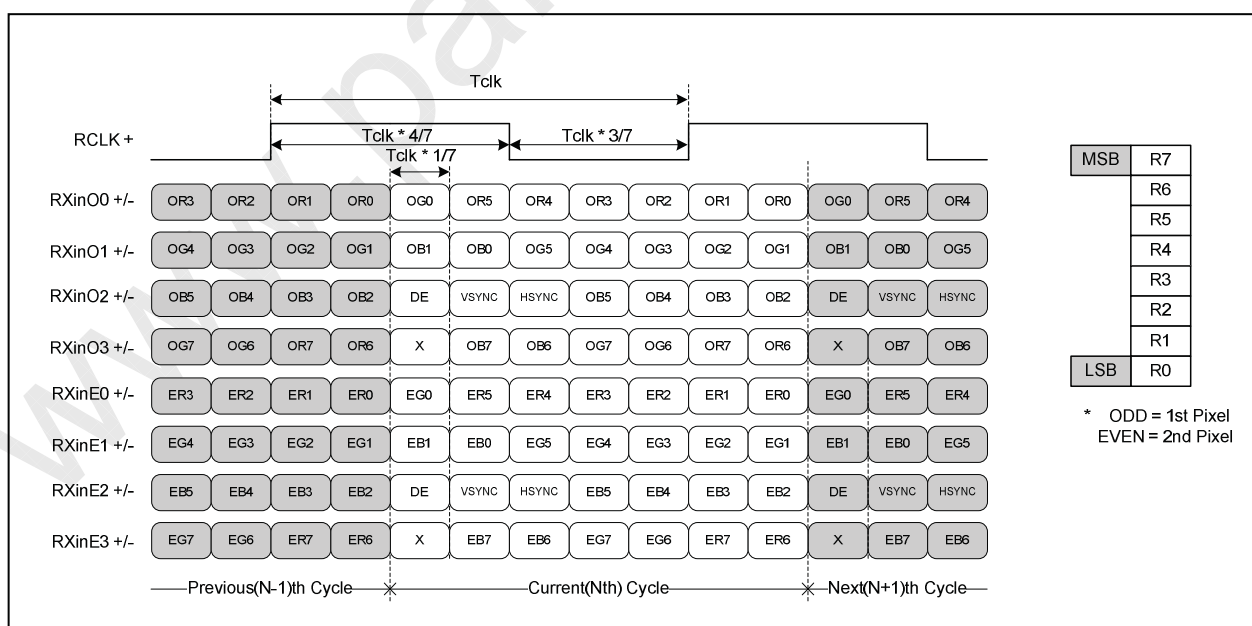 Tclk
RCLK +
Tclk * 4/7
Tclk * 3/7
Tclk * 1/7
RXinO0 +/- OR3 OR2 OR1 OR0 OG0 OR5 OR4 OR3 OR2 OR1 OR0 OG0 OR5 OR4
RXinO1 +/- OG4 OG3 OG2 OG1 OB1 OB0 OG5 OG4 OG3 OG2 OG1 OB1 OB0 OG5
RXinO2 +/- OB5 OB4 OB3 OB2 DE VSYNC HSYNC OB5 OB4 OB3 OB2 DE VSYNC HSYNC
RXinO3 +/- OG7 OG6 OR7 OR6 X OB7 OB6 OG7 OG6 OR7 OR6 X OB7 OB6
RXinE0 +/- ER3 ER2 ER1 ER0 EG0 ER5 ER4 ER3 ER2 ER1 ER0 EG0 ER5 ER4
RXinE1 +/- EG4 EG3 EG2 EG1 EB1 EB0 EG5 EG4 EG3 EG2 EG1 EB1 EB0 EG5
RXinE2 +/- EB5 EB4 EB3 EB2 DE VSYNC HSYNC EB5 EB4 EB3 EB2 DE VSYNC HSYNC
RXinE3 +/- EG7 EG6 ER7 ER6 X EB7 EB6 EG7 EG6 ER7 ER6 X EB7 EB6
Previous(N-1)th Cycle
Current(Nth) Cycle
Next(N+1)th Cycle
MSB R7
R6
R5
R4
R3
R2
R1
LSB R0
* ODD = 1st Pixel
EVEN = 2nd Pixel